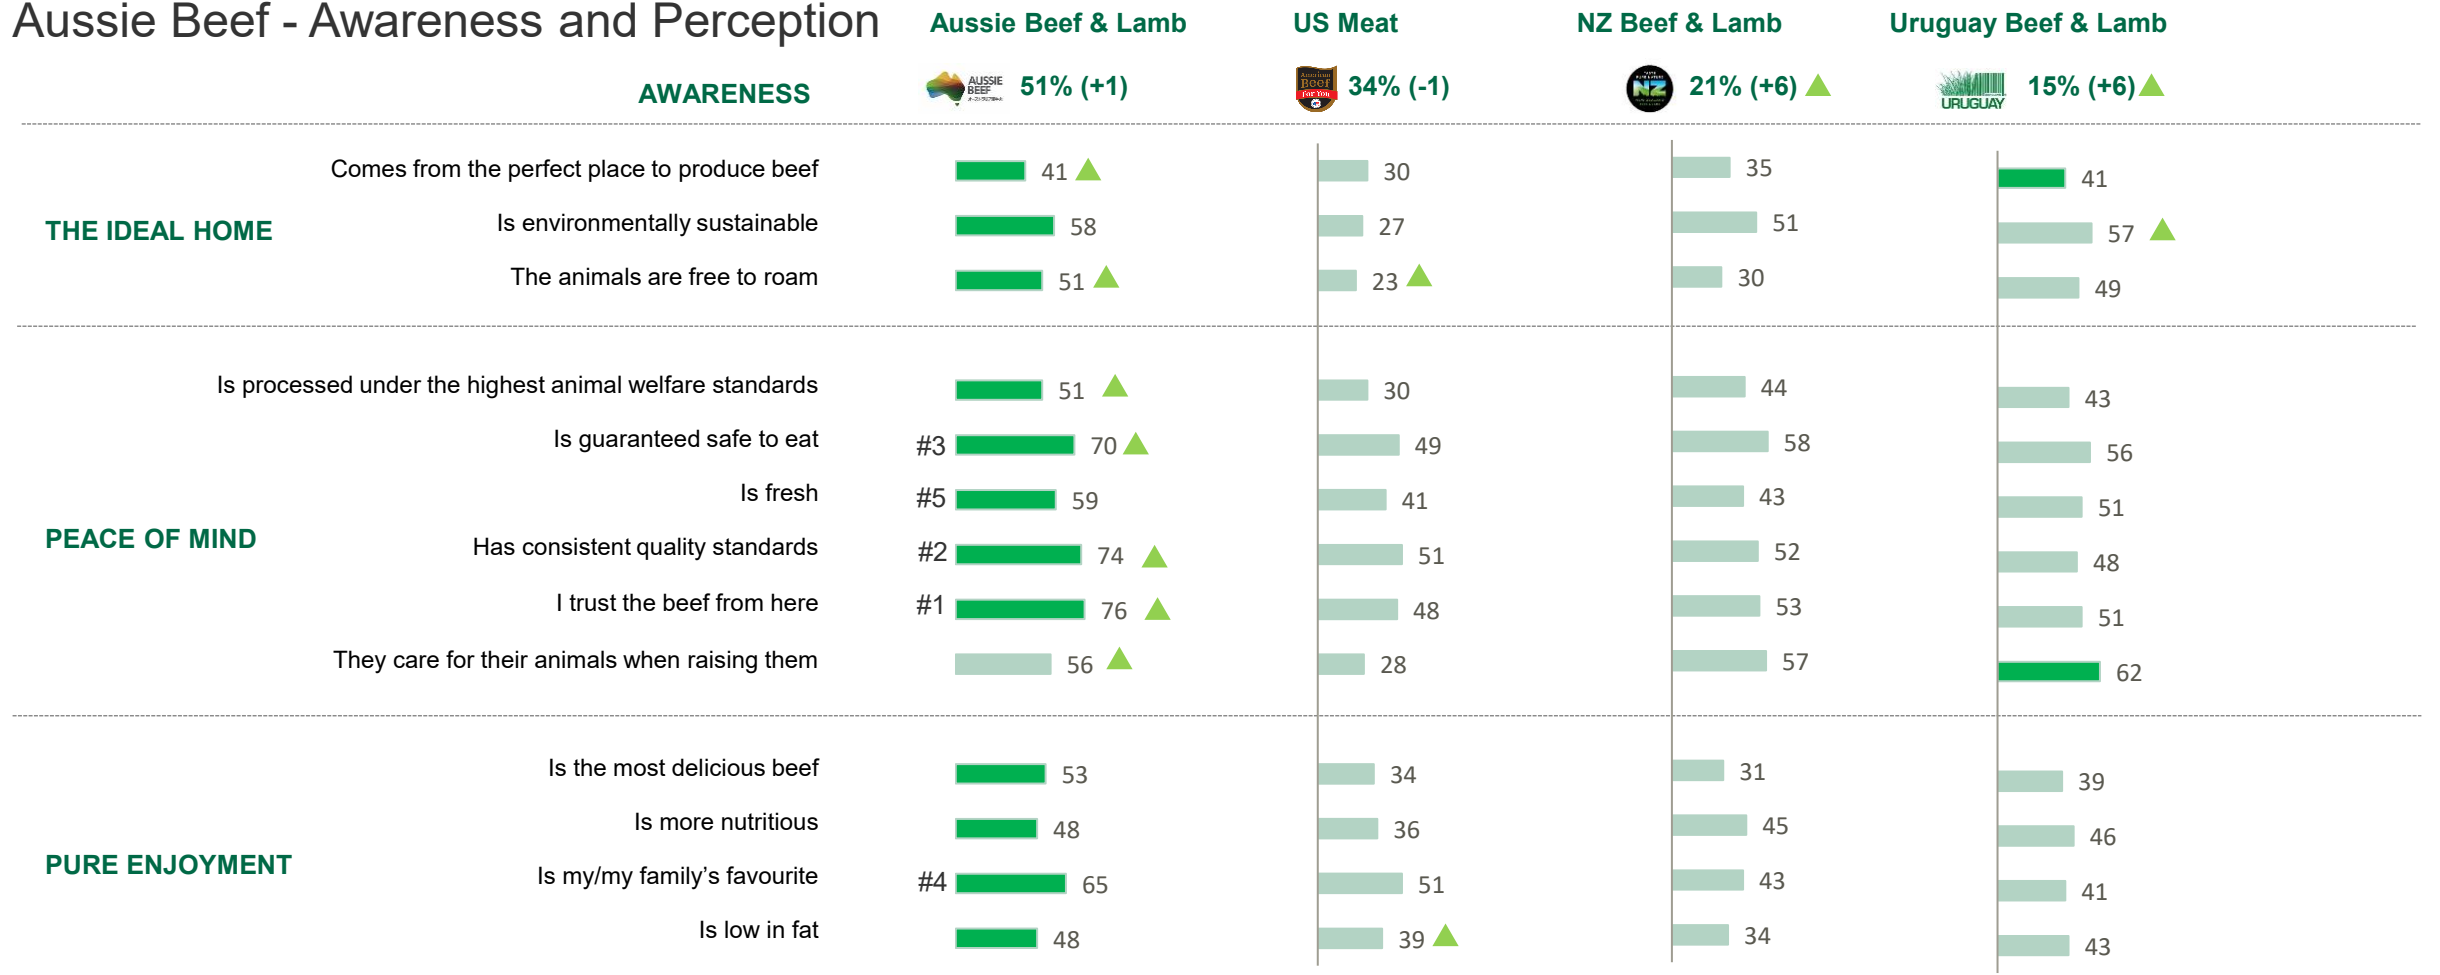 Aussie Beef - Awareness and Perception
Aussie Beef & Lamb
US Meat
NZ Beef & Lamb
Uruguay Beef & Lamb
AWARENESS
AUSSIE
BEEF
51% (+1)
American
Beef
For You
34% (-1)
NZ
21% (+6)
URUGUAY
15% (+6)
THE IDEAL HOME
Comes from the perfect place to produce beef 41 30 35 41
Is environmentally sustainable 58 27 51 57
The animals are free to roam 51 23 30 49
PEACE OF MIND
Is processed under the highest animal welfare standards 51 30 44 43
Is guaranteed safe to eat #3 70 49 58 56
Is fresh #5 59 41 43 51
Has consistent quality standards #2 74 51 52 48
I trust the beef from here #1 76 48 53 51
They care for their animals when raising them 56 28 57 62
PURE ENJOYMENT
Is the most delicious beef 53 34 31 39
Is more nutritious 48 36 45 46
Is my/my family’s favourite #4 65 51 43 41
Is low in fat 48 39 34 43